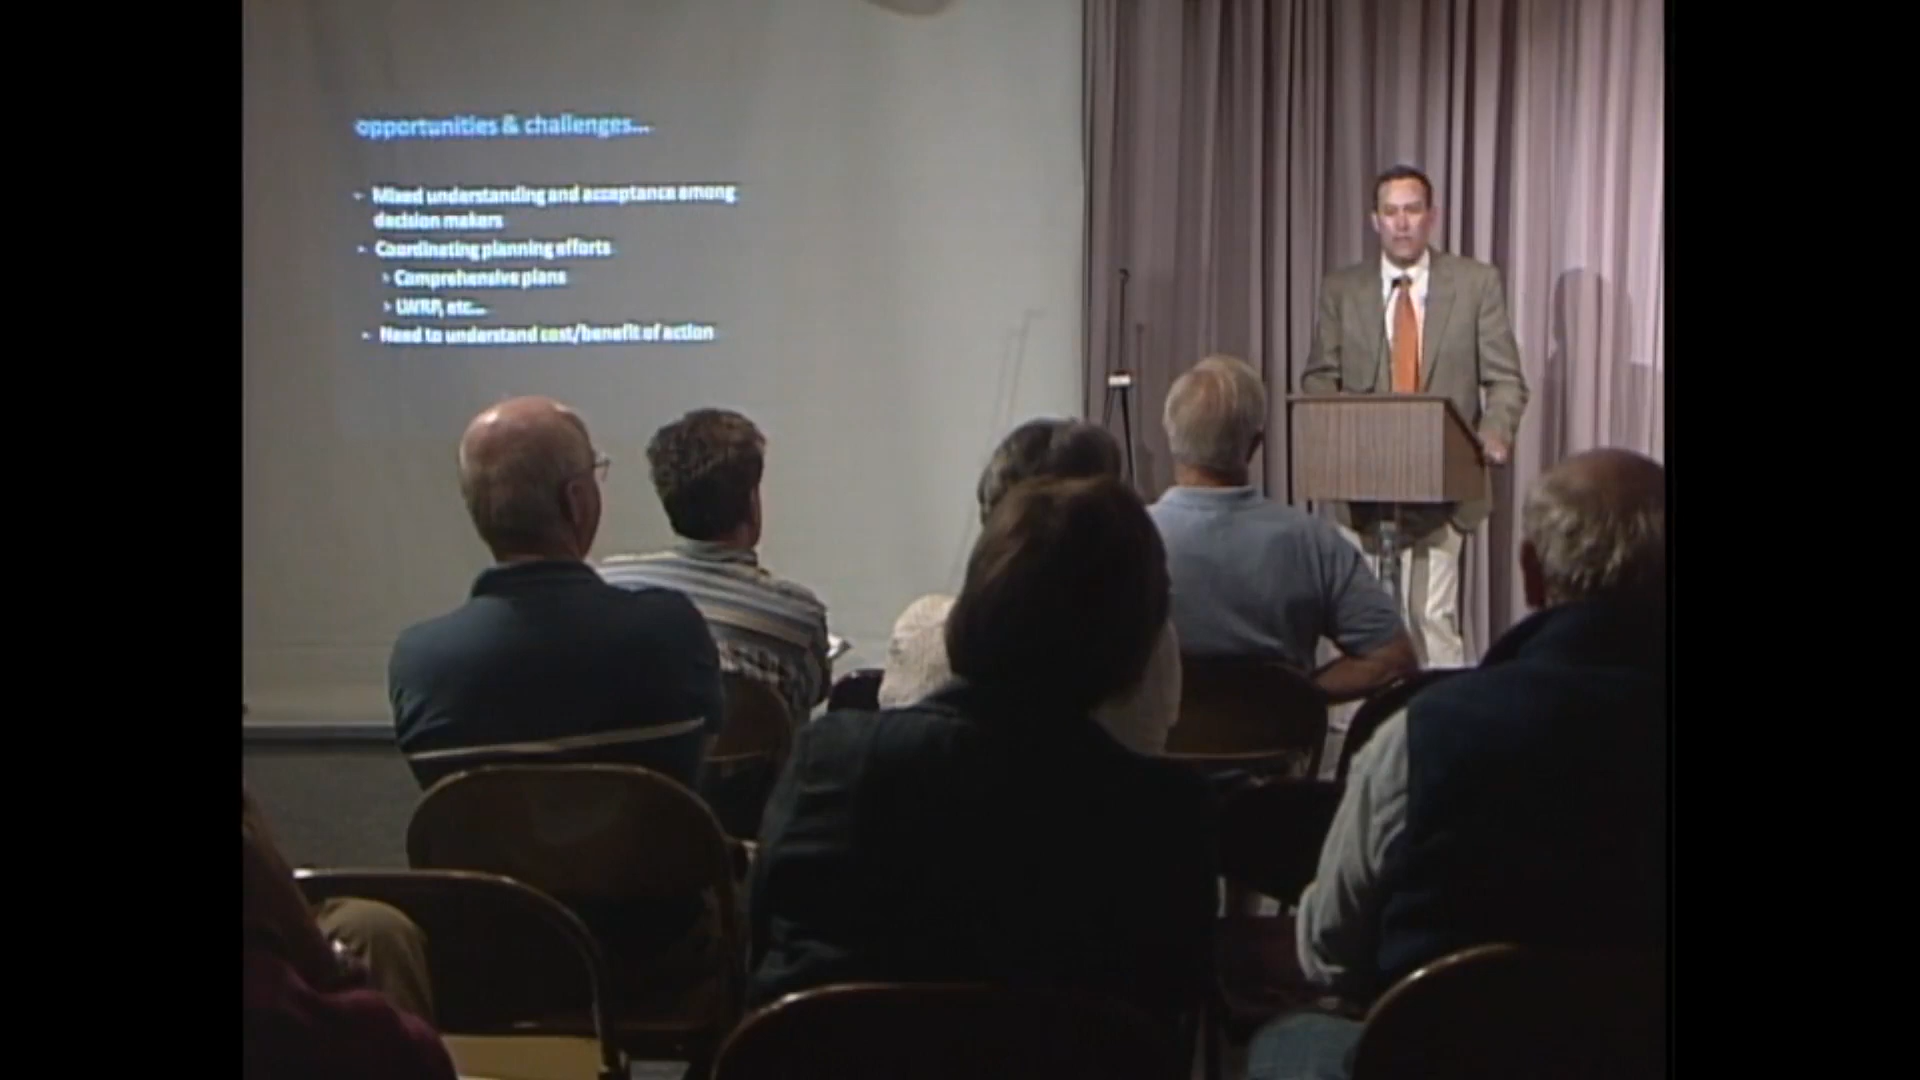 opportunities & challenges...
- Mixed understanding and acceptance among
decision makers
- Coordinating planning efforts
> Comprehensive plans
> LWRP, etc...
- Need to understand cost/benefit of action